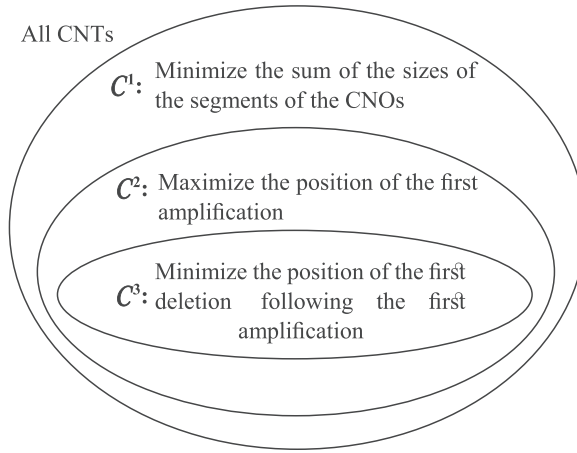 All CNTs
C¹: Minimize the sum of the sizes of
the segments of the CNOs
C²: Maximize the position of the first
amplification
Minimize the position of the first
C³: deletion following the first
amplification